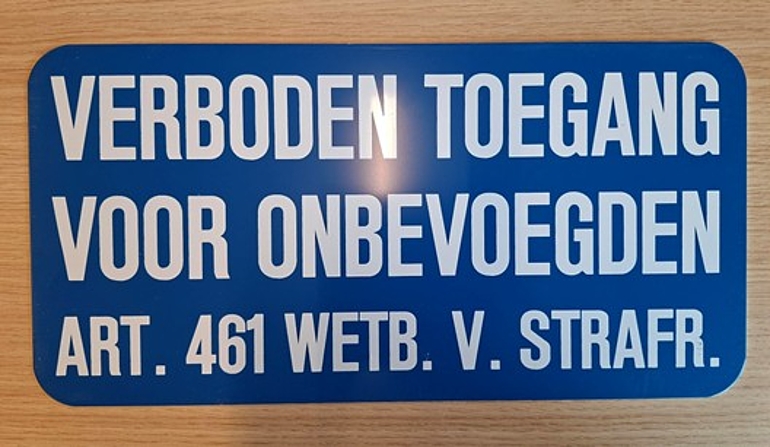 VERBODEN TOEGANG
VOOR ONBEVOEGDEN
ART. 461 WETB. V. STRAFR.